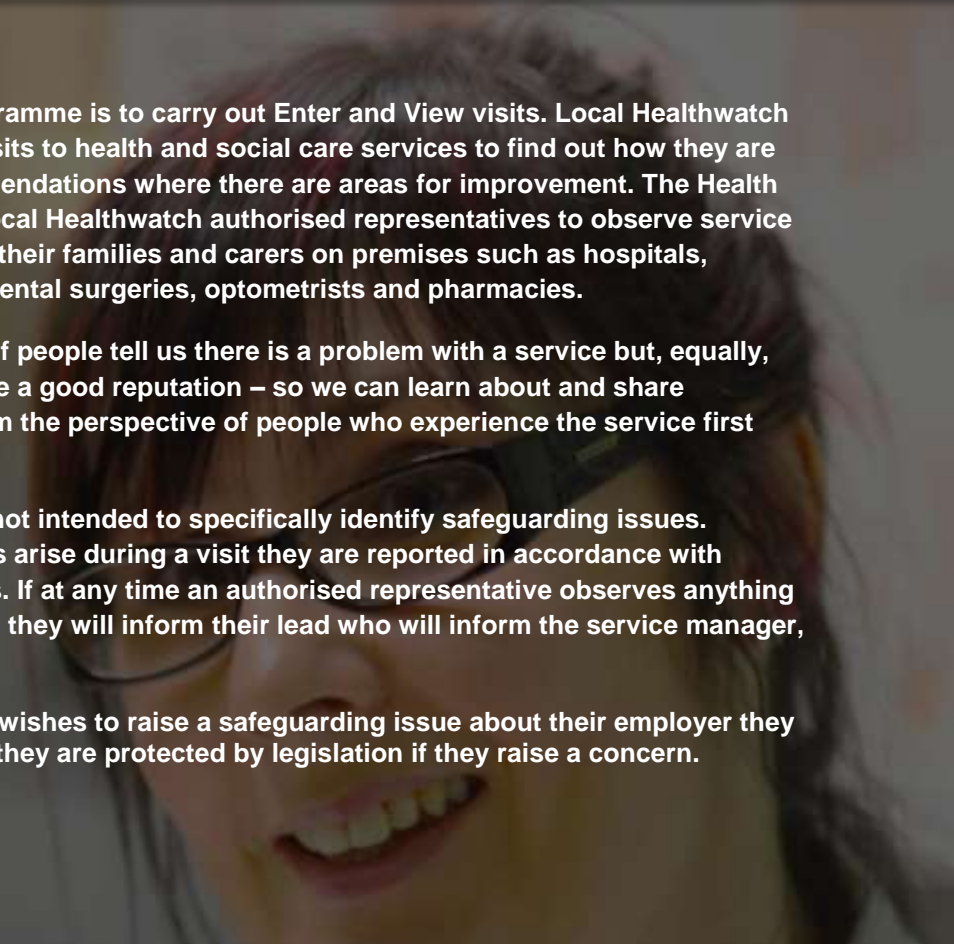 ramme is to carry out Enter and View visits. Local Healthwatch
sits to health and social care services to find out how they are
endations where there are areas for improvement. The Health
cal Healthwatch authorised representatives to observe service
their families and carers on premises such as hospitals,
ental surgeries, optometrists and pharmacies.
f people tell us there is a problem with a service but, equally,
e a good reputation – so we can learn about and share
m the perspective of people who experience the service first
not intended to specifically identify safeguarding issues.
s arise during a visit they are reported in accordance with
s. If at any time an authorised representative observes anything
they will inform their lead who will inform the service manager,
wishes to raise a safeguarding issue about their employer they
they are protected by legislation if they raise a concern.